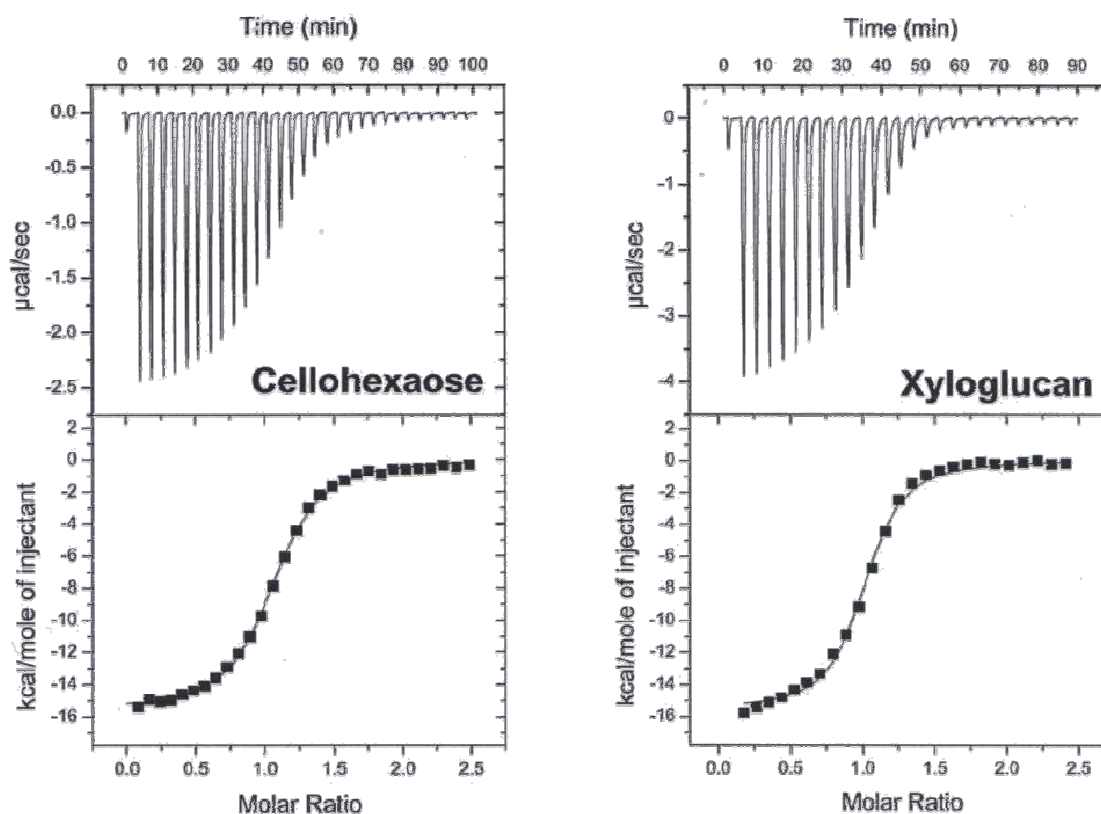 Time (min)
0 10 20 30 40 50 60 70 80 90 100
0.0
-0.5
-1.0
-1.5
-2.0
-2.5
µcal/sec
Cellohexaose
2
0
-2
-4
-6
-8
-10
-12
-14
-16
kcal/mole of injectant
0.0 0.5 1.0 1.5 2.0 2.5
Molar Ratio
Time (min)
0 10 20 30 40 50 60 70 80 90
0
-1
-2
-3
-4
µcal/sec
Xyloglucan
2
0
-2
-4
-6
-8
-10
-12
-14
-16
kcal/mole of injectant
0.0 0.5 1.0 1.5 2.0 2.5
Molar Ratio